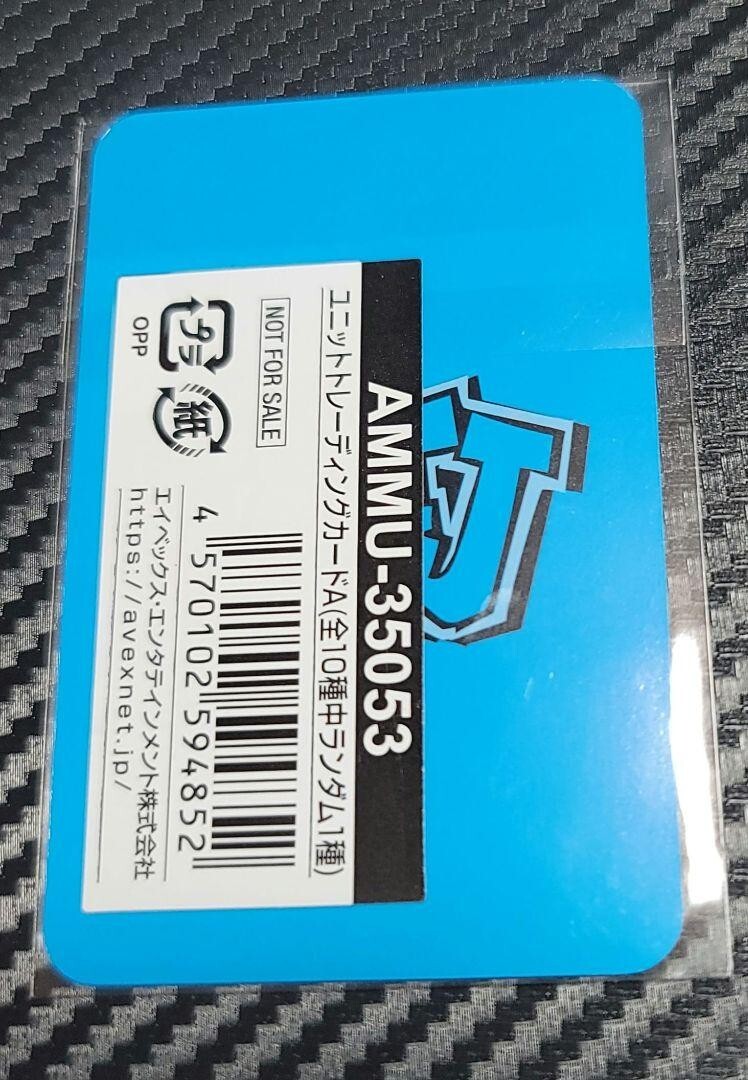 AMMU-35053
ユニットトレーディングカードA(全10種中ランダム1種)
NOT FOR SALE
プラ
紙
OPP
4 570102 594852
エイベックス・エンタテインメント株式会社
https://avexnet.jp/